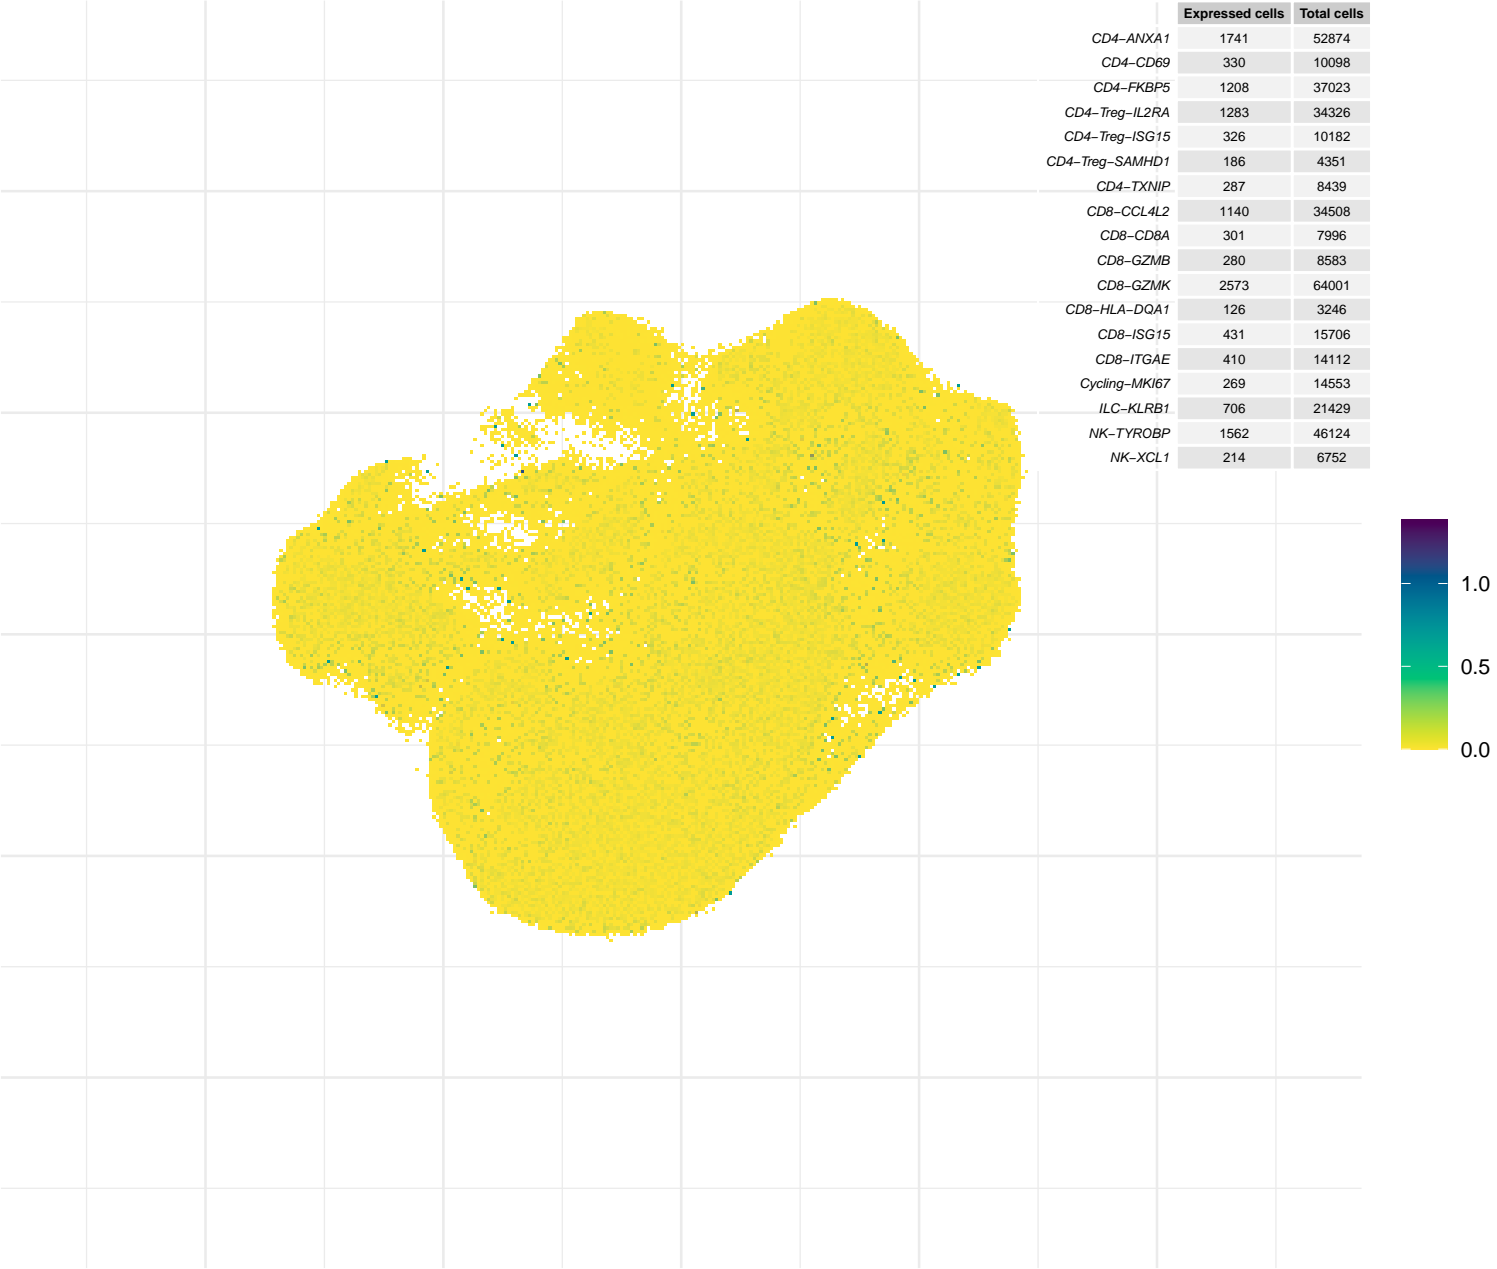 Expressed cells Total cells
CD4−ANXA1 1741 52874
CD4−CD69 330 10098
CD4−FKBP5 1208 37023
CD4−Treg−IL2RA 1283 34326
CD4−Treg−ISG15 326 10182
CD4−Treg−SAMHD1 186 4351
CD4−TXNIP 287 8439
CD8−CCL4L2 1140 34508
CD8−CD8A 301 7996
CD8−GZMB 280 8583
CD8−GZMK 2573 64001
CD8−HLA−DQA1 126 3246
CD8−ISG15 431 15706
CD8−ITGAE 410 14112
Cycling−MKI67 269 14553
ILC−KLRB1 706 21429
NK−TYROBP 1562 46124
NK−XCL1 214 6752
1.0
0.5
0.0